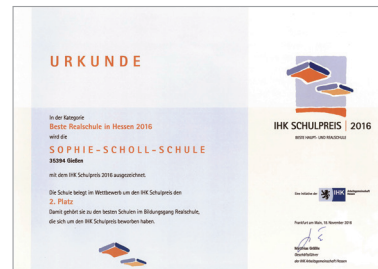 URKUNDE
In der Kategorie
Beste Realschule in Hessen 2016
wird die
SOPHIE-SCHOLL-SCHULE
35394 Gießen
mit dem IHK Schulpreis 2016 ausgezeichnet.
Die Schule belegt im Wettbewerb um den IHK Schulpreis den
2. Platz
Damit gehört sie zu den besten Schulen im Bildungsgang Realschule,
die sich um den IHK Schulpreis beworben haben.
IHK SCHULPREIS | 2016
BESTE HAUPT- UND REALSCHULE
Eine Initiative der
IHK Arbeitsgemeinschaft Hessen
Frankfurt am Main, 10. November 2016
Matthias Gräßle
Geschäftsführer
der IHK Arbeitsgemeinschaft Hessen